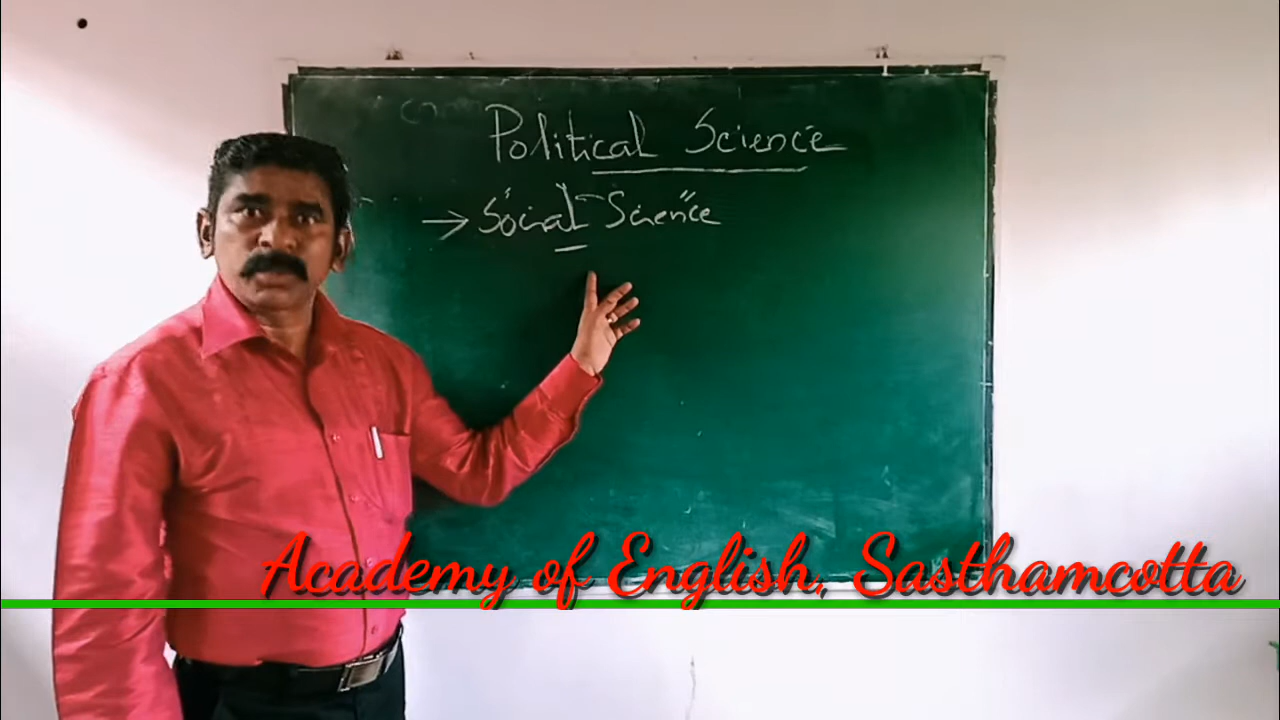 Political Science
→ Social Science
Academy of English, Sasthamcotta